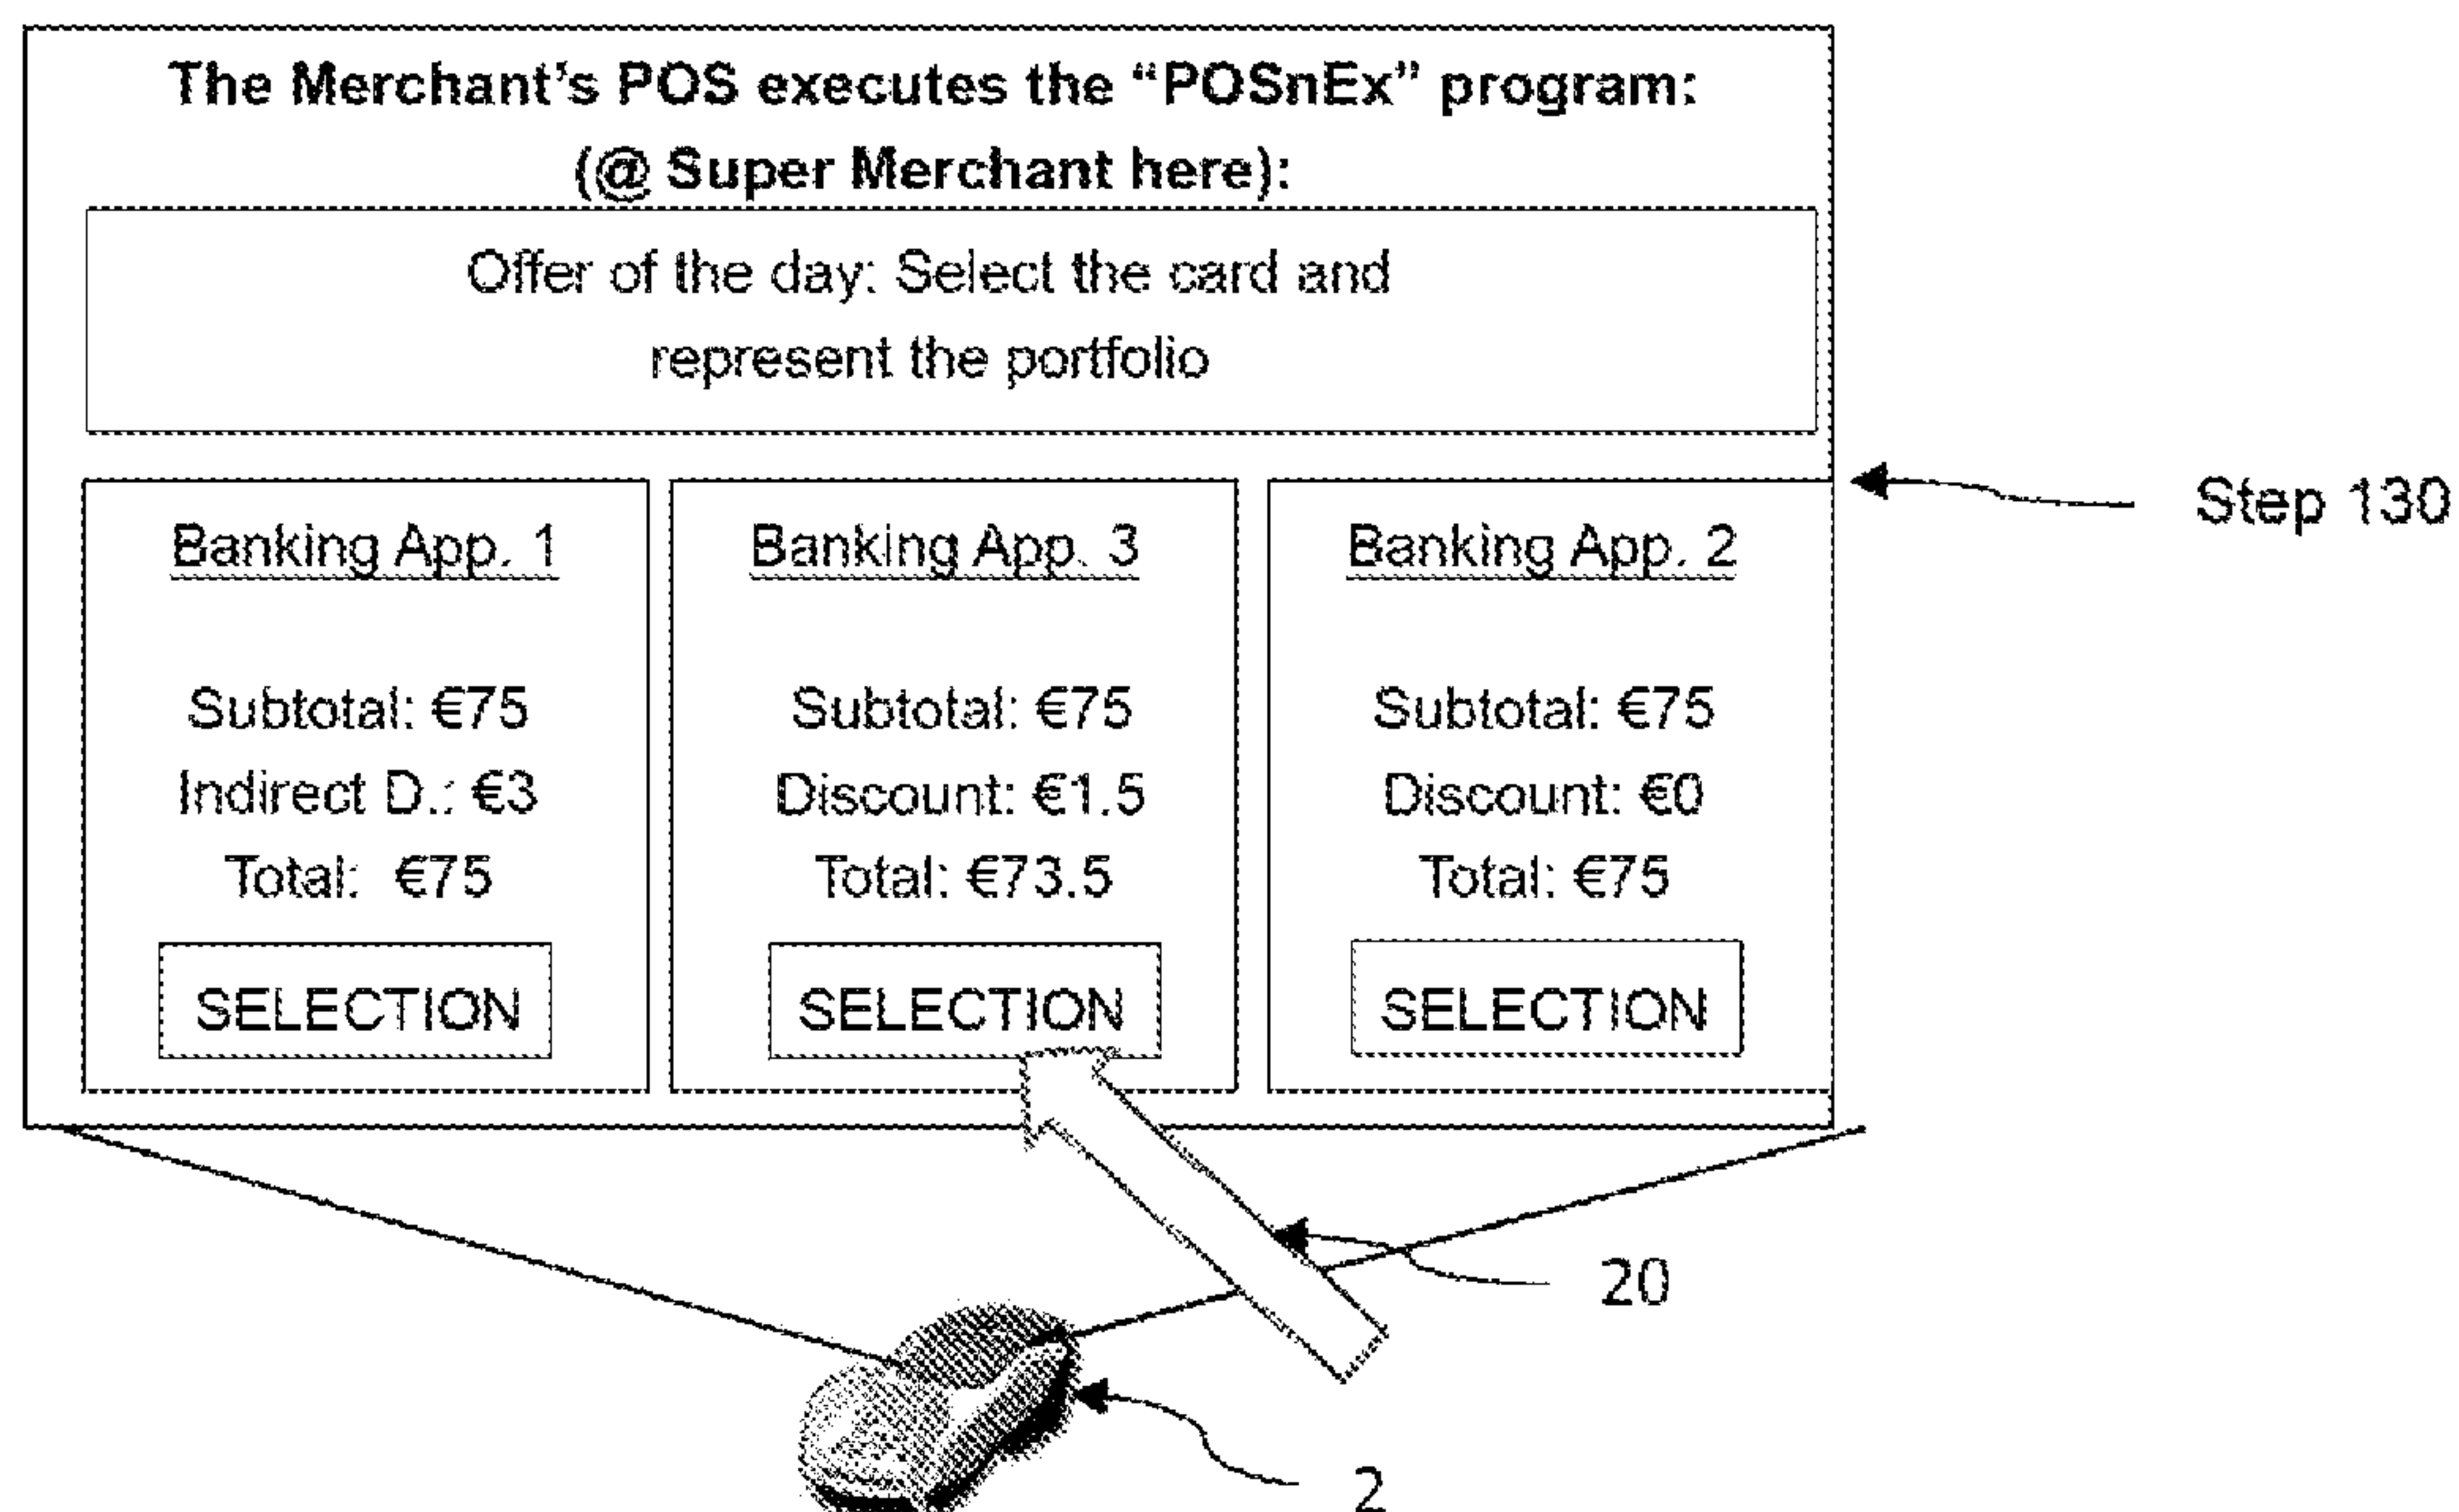 The Merchant's POS executes the “POSnEx” program:
(@ Super Merchant here):
Offer of the day: Select the card and
represent the portfolio
Banking App. 1
Subtotal: €75
Indirect D.: €3
Total: €75
SELECTION
Banking App. 3
Subtotal: €75
Discount: €1.5
Total: €73.5
SELECTION
Banking App. 2
Subtotal: €75
Discount: €0
Total: €75
SELECTION
Step 130
20
2